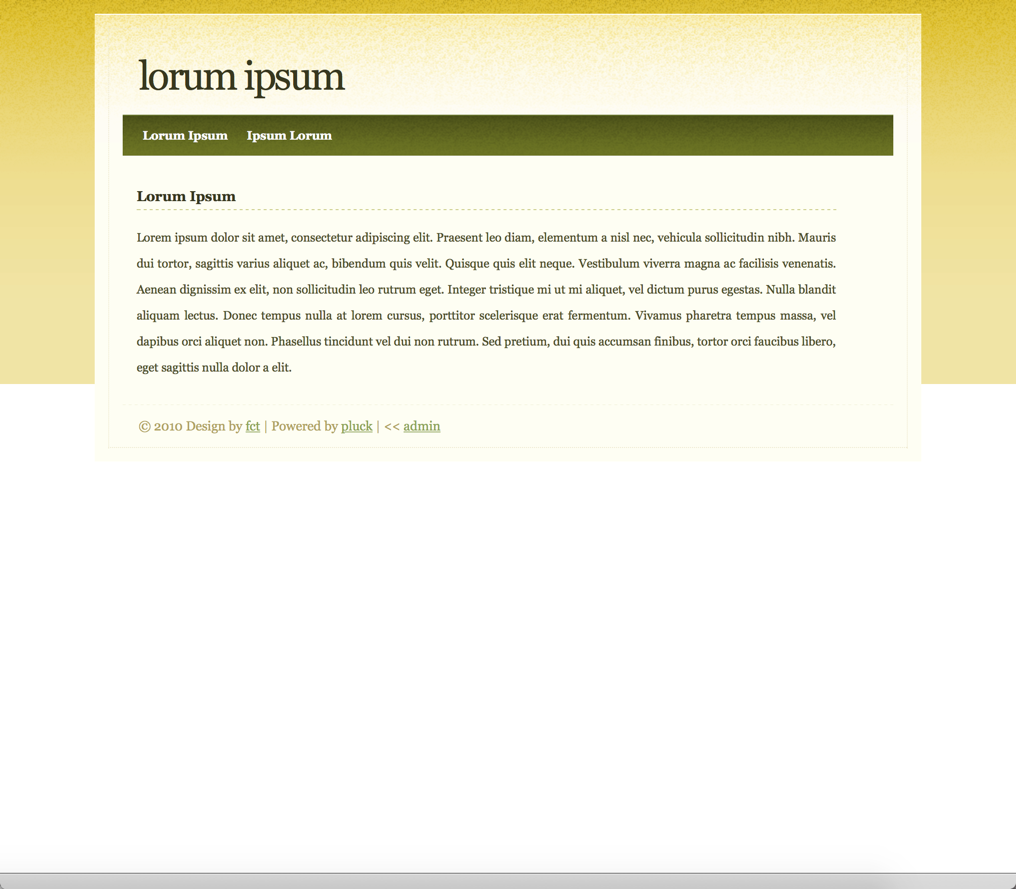 lorum ipsum
Lorum Ipsum Ipsum Lorum
Lorum Ipsum
Lorem ipsum dolor sit amet, consectetur adipiscing elit. Praesent leo diam, elementum a nisl nec, vehicula sollicitudin nibh. Mauris
dui tortor, sagittis varius aliquet ac, bibendum quis velit. Quisque quis elit neque. Vestibulum viverra magna ac facilisis venenatis.
Aenean dignissim ex elit, non sollicitudin leo rutrum eget. Integer tristique mi ut mi aliquet, vel dictum purus egestas. Nulla blandit
aliquam lectus. Donec tempus nulla at lorem cursus, porttitor scelerisque erat fermentum. Vivamus pharetra tempus massa, vel
dapibus orci aliquet non. Phasellus tincidunt vel dui non rutrum. Sed pretium, dui quis accumsan finibus, tortor orci faucibus libero,
eget sagittis nulla dolor a elit.
© 2010 Design by fct | Powered by pluck | << admin